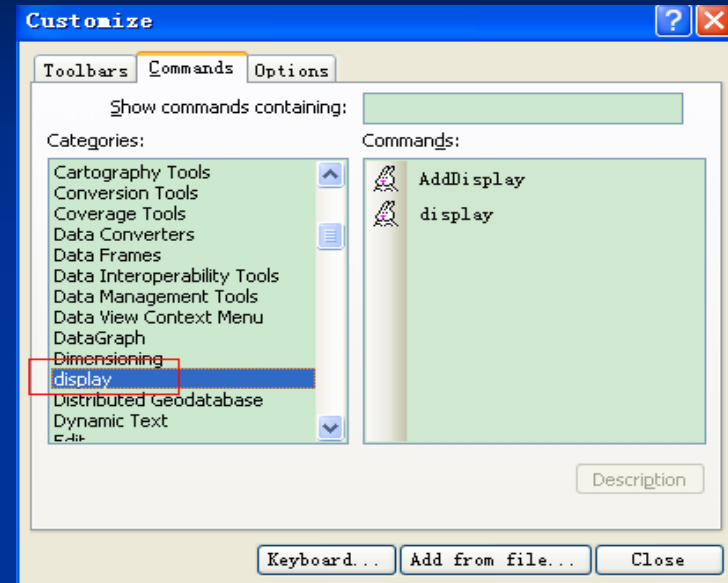 Customize
Toolbars Commands Options
Show commands containing:
Categories:
Commands:
Cartography Tools
Conversion Tools
Coverage Tools
Data Converters
Data Frames
Data Interoperability Tools
Data Management Tools
Data View Context Menu
DataGraph
Dimensioning
display
Distributed Geodatabase
Dynamic Text
Edit
AddDisplay
display
Description
Keyboard... Add from file... Close